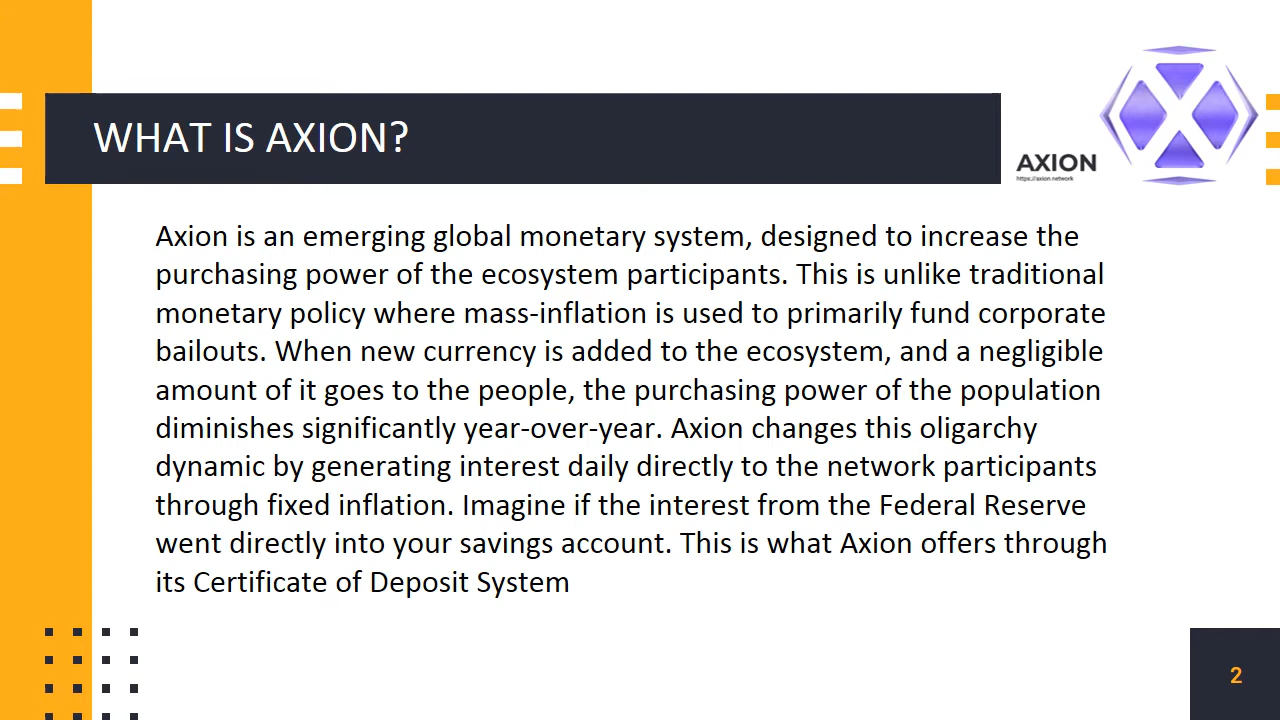 WHAT IS AXION?
AXION
https://axion.network
Axion is an emerging global monetary system, designed to increase the
purchasing power of the ecosystem participants. This is unlike traditional
monetary policy where mass-inflation is used to primarily fund corporate
bailouts. When new currency is added to the ecosystem, and a negligible
amount of it goes to the people, the purchasing power of the population
diminishes significantly year-over-year. Axion changes this oligarchy
dynamic by generating interest daily directly to the network participants
through fixed inflation. Imagine if the interest from the Federal Reserve
went directly into your savings account. This is what Axion offers through
its Certificate of Deposit System
2